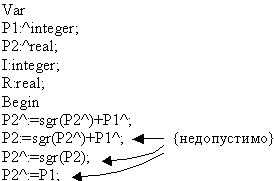 Var
P1:^integer;
P2:^real;
I:integer;
R:real;
Begin
P2^:=sgr(P2^)+P1^;
P2:=sgr(P2^)+P1^; {недопустимо}
P2^:=sgr(P2);
P2^:=P1;